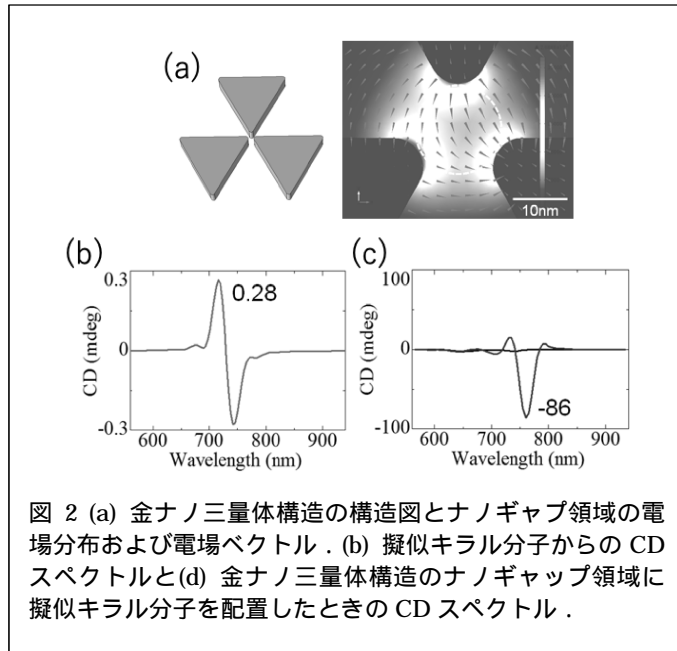 (a)
10nm
(b)
(c)
0.3
0
-0.3
CD (mdeg)
0.28
600
700
800
900
Wavelength (nm)
100
0
-100
CD (mdeg)
-86
600
700
800
900
Wavelength (nm)
図 2 (a) 金ナノ三量体構造の構造図とナノギャプ領域の電
場分布および電場ベクトル．(b) 擬似キラル分子からの CD
スペクトルと(d) 金ナノ三量体構造のナノギャップ領域に
擬似キラル分子を配置したときの CD スペクトル．